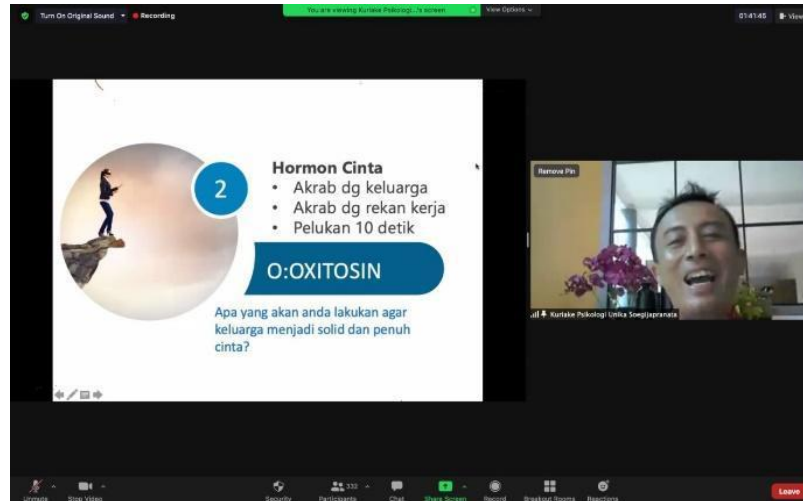 Turn On Original Sound
Recording
You are viewing Kuriake Psikologi...'s screen
View Options
01:41:45
View
2
Hormon Cinta
• Akrab dg keluarga
• Akrab dg rekan kerja
• Pelukan 10 detik
O:OXITOSIN
Apa yang akan anda lakukan agar
keluarga menjadi solid dan penuh
cinta?
Remove Pin
Kuriake Psikologi Unika Soegijapranata
Unmute
Stop Video
Security
Participants
332
Chat
Share Screen
Record
Breakout Rooms
Reactions
Leave